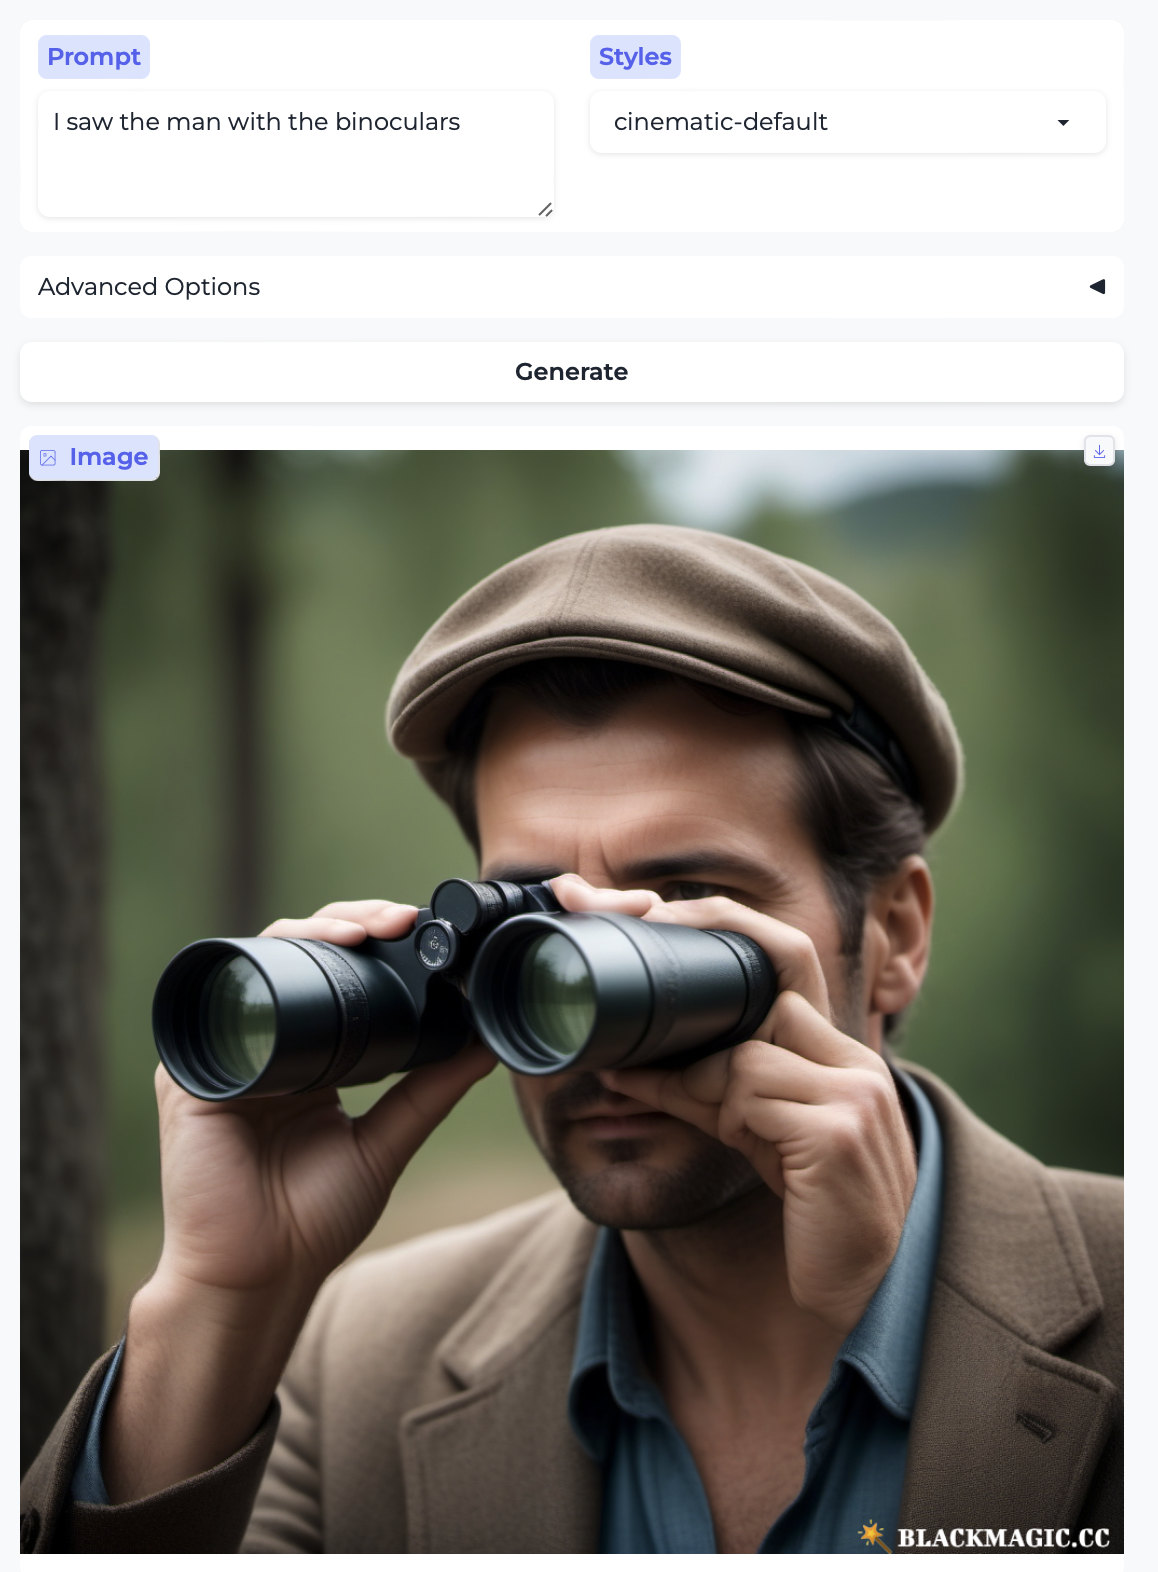 Prompt
Styles
I saw the man with the binoculars
cinematic-default
Advanced Options
Generate
Image
BLACKMAGIC.CC